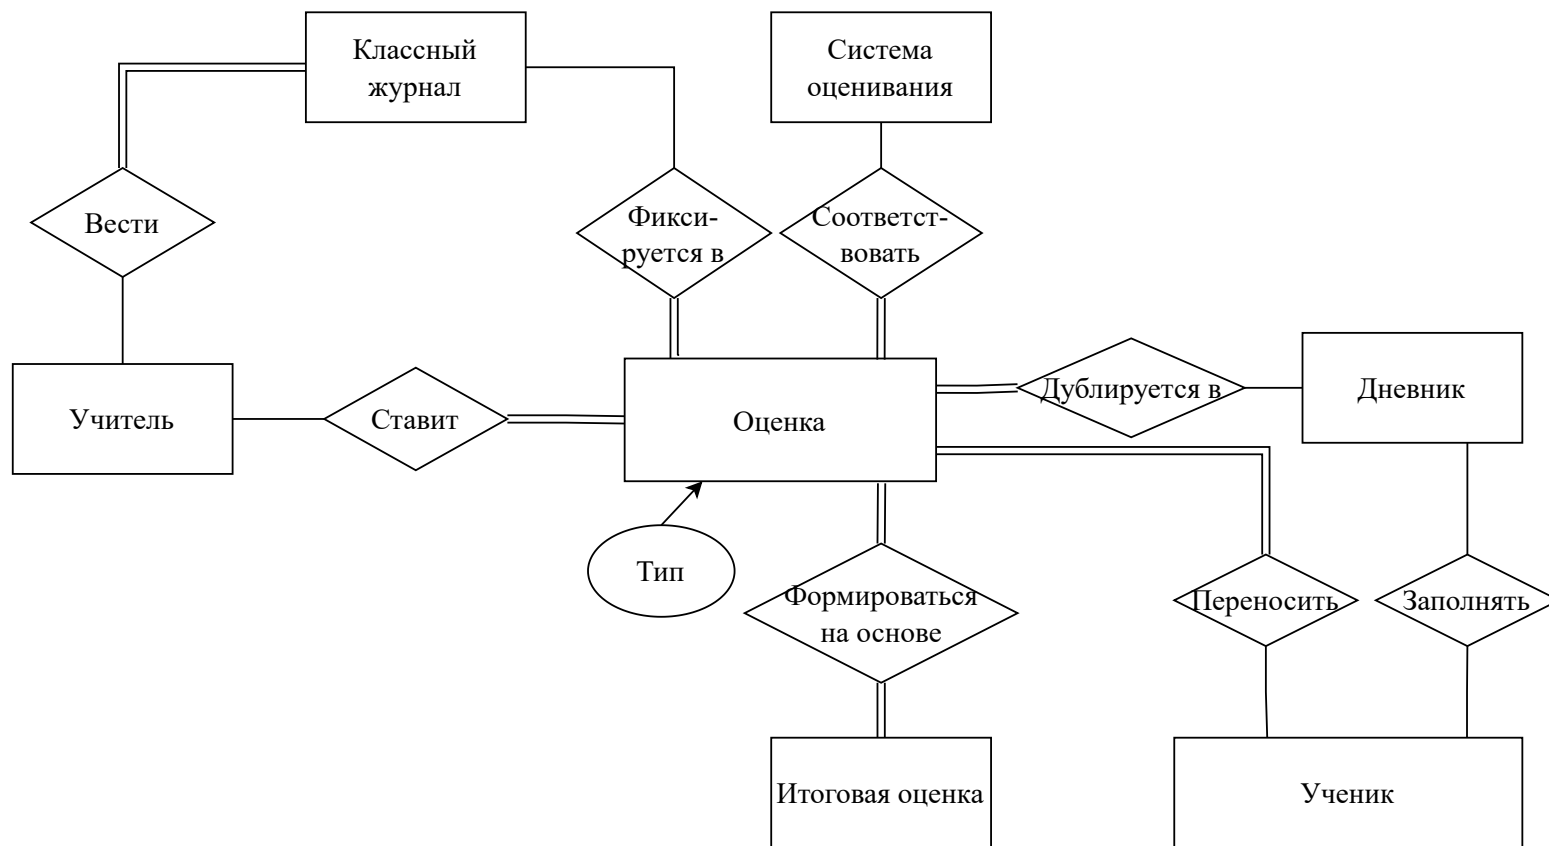 Классный
журнал
Система
оценивания
Вести
Фикси-
руется в
Соответст-
вовать
Учитель
Ставит
Оценка
Дублируется в
Дневник
Тип
Формироваться
на основе
Переносить
Заполнять
Итоговая оценка
Ученик